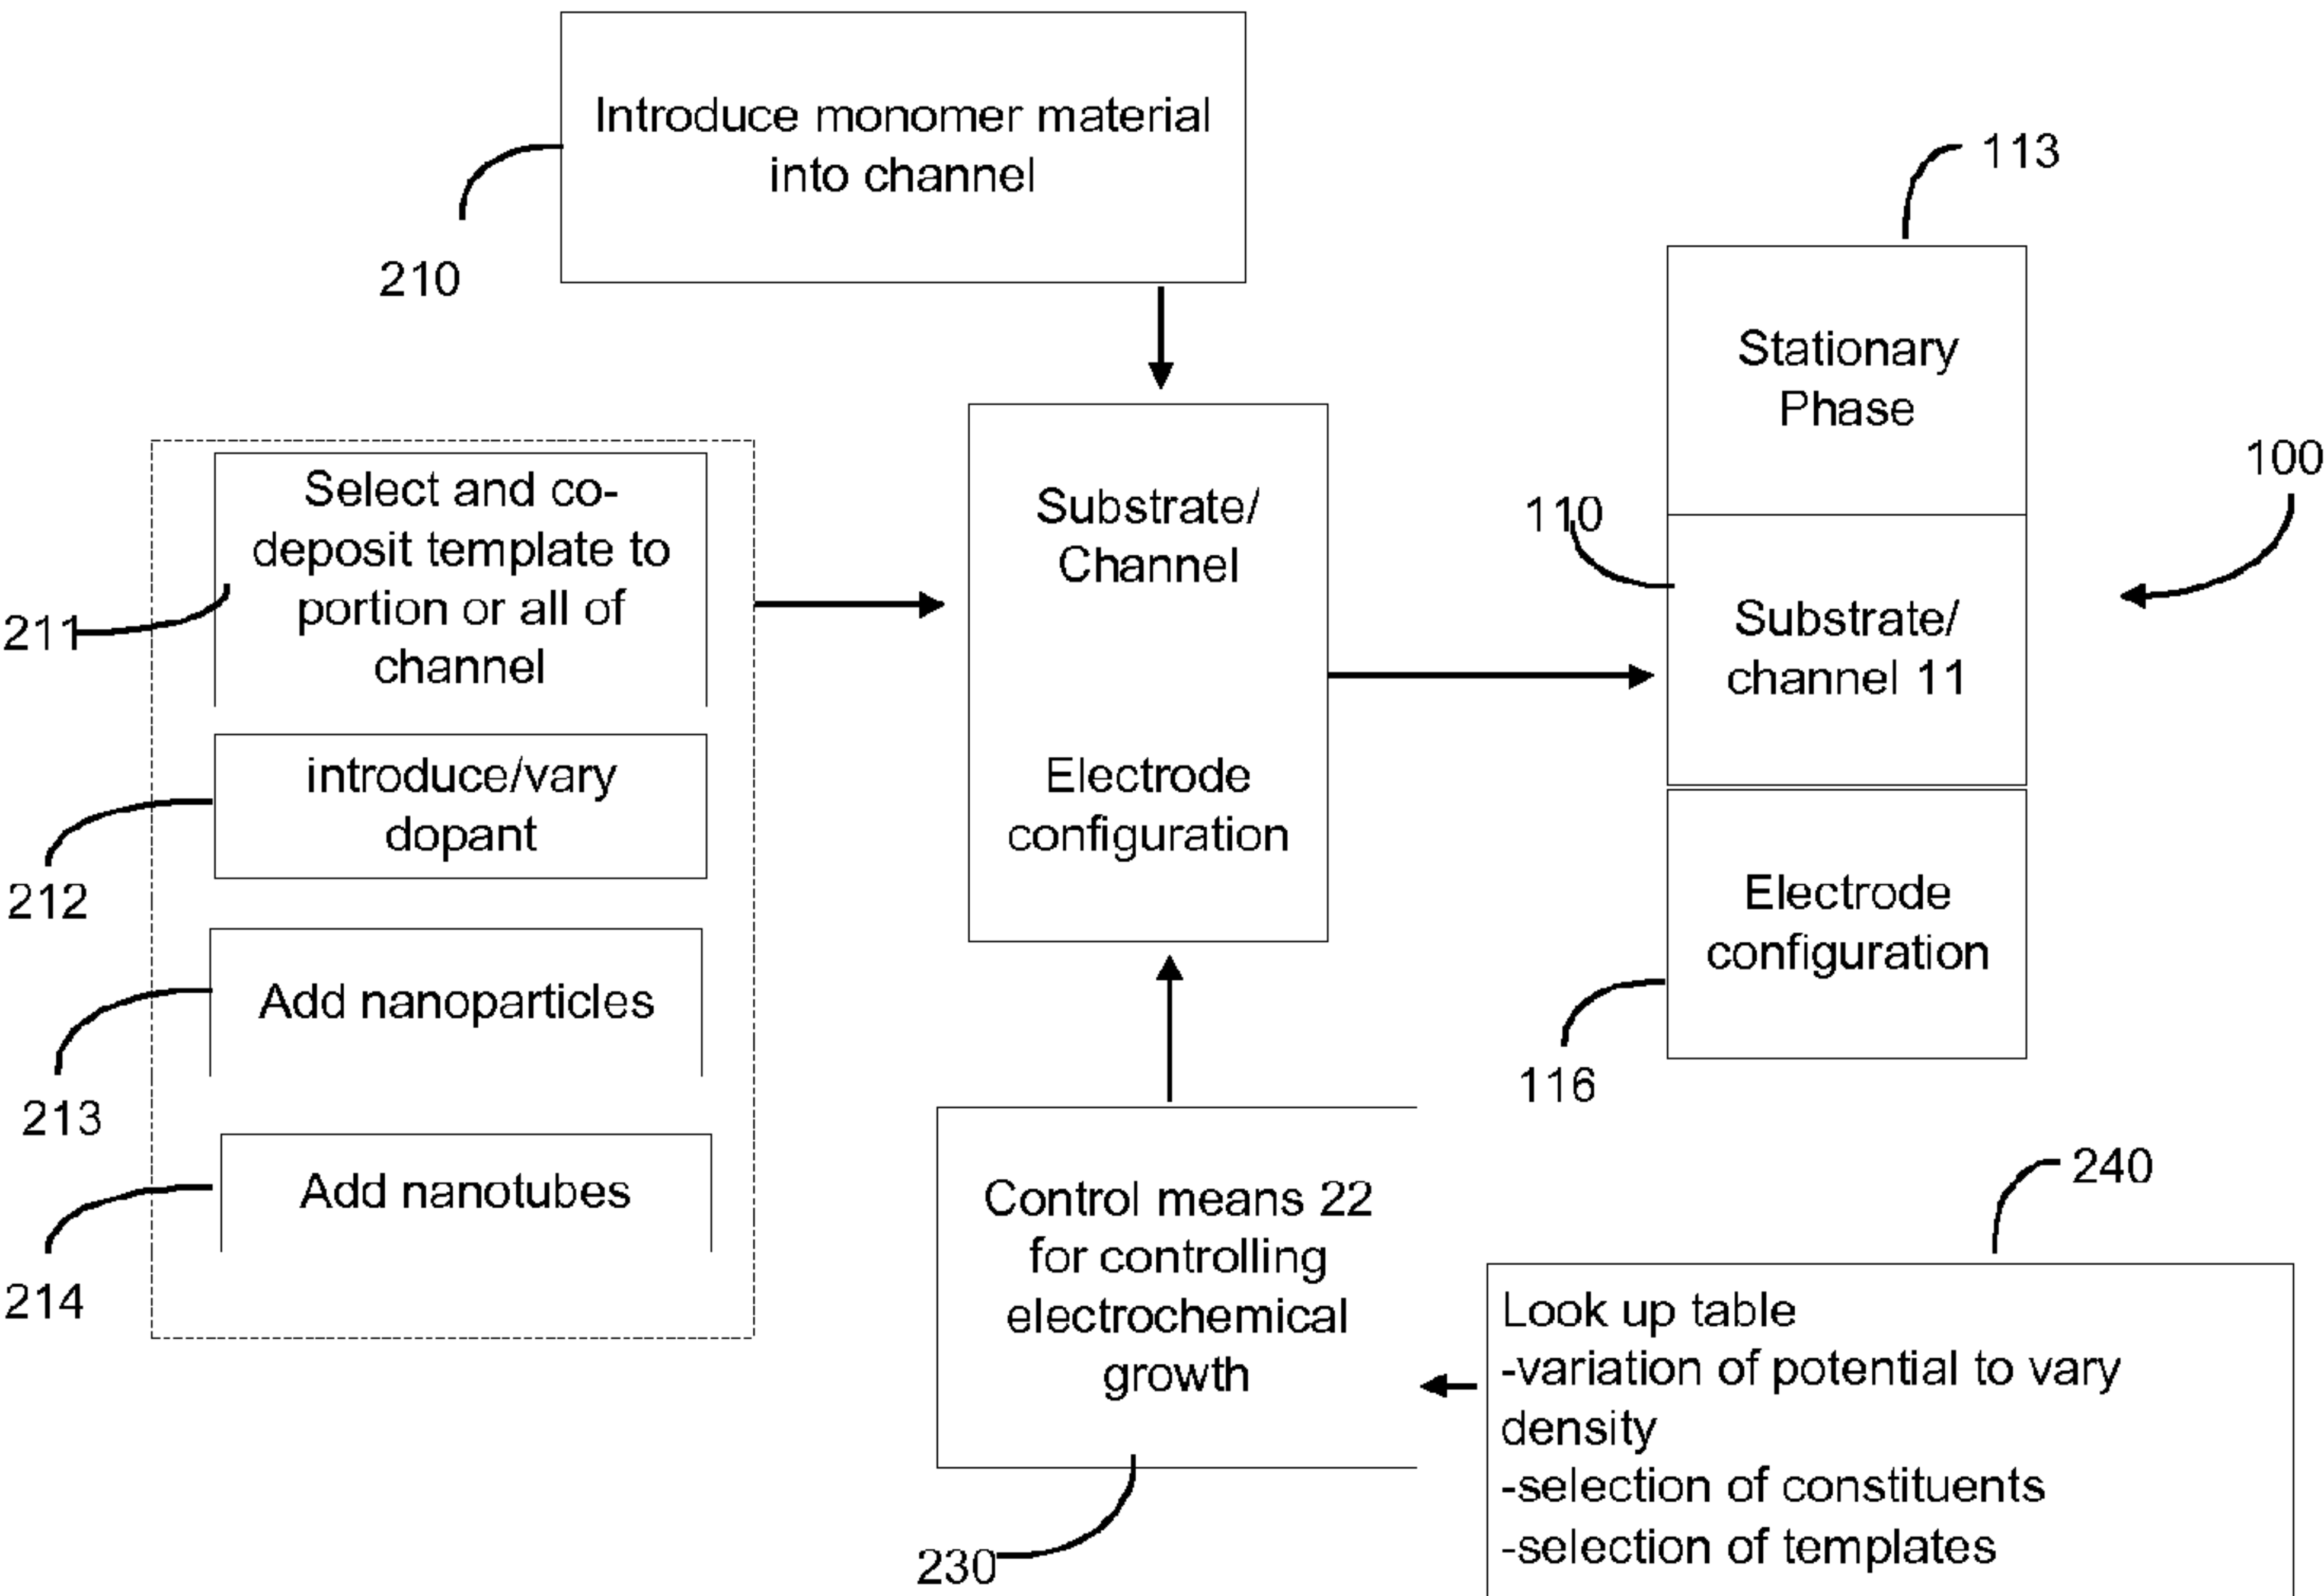 Introduce monomer material
into channel
210
113
Stationary
Phase
100
110
Substrate/
channel 11
Electrode
configuration
116
Select and co-
deposit template to
portion or all of
channel
211
introduce/vary
dopant
212
Add nanoparticles
213
Add nanotubes
214
Substrate/
Channel
Electrode
configuration
Control means 22
for controlling
electrochemical
growth
230
240
Look up table
-variation of potential to vary
density
-selection of constituents
-selection of templates